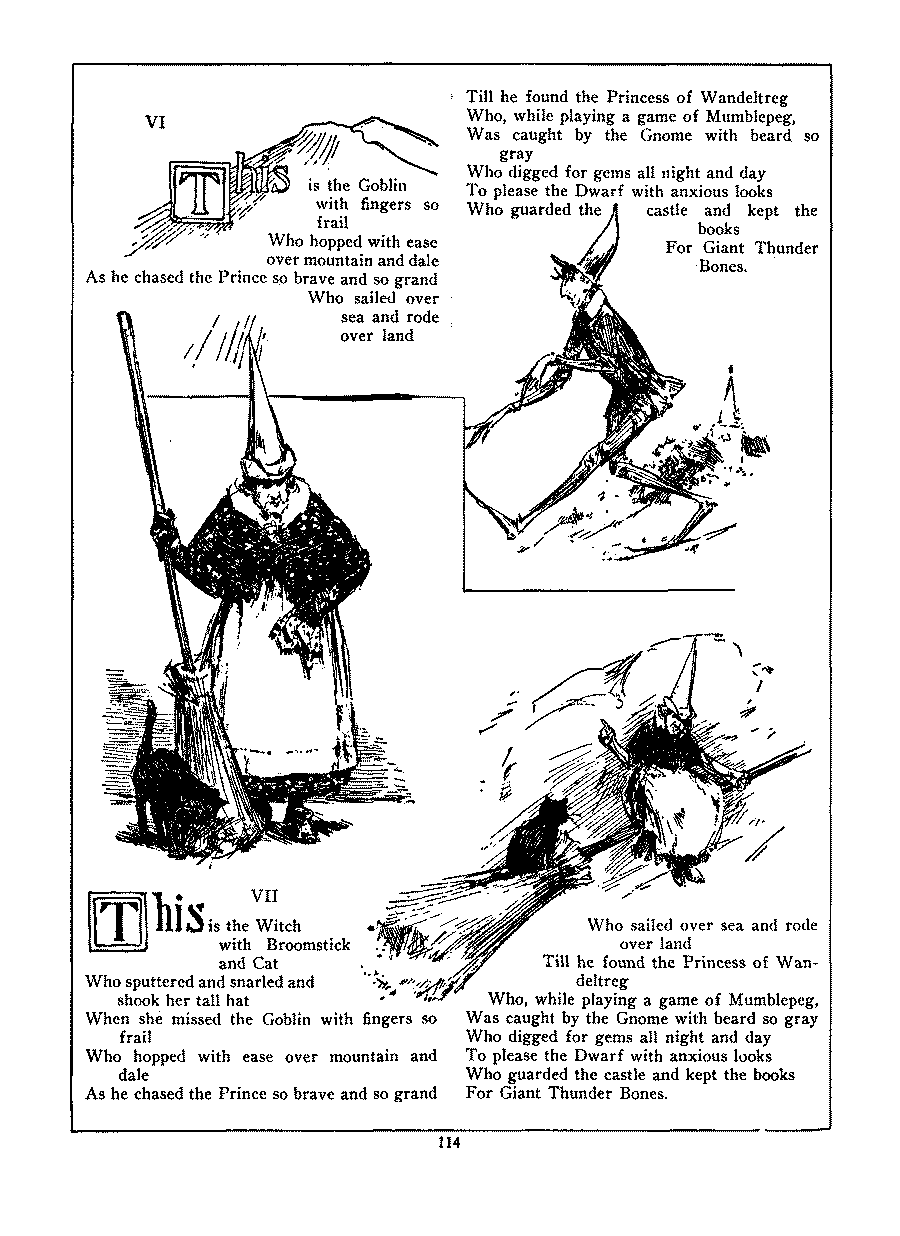 VI
This is the Goblin
with fingers so
frail
Who hopped with ease
over mountain and dale
As he chased the Prince so brave and so grand
Who sailed over
sea and rode
over land
Till he found the Princess of Wandeltreg
Who, while playing a game of Mumblepeg,
Was caught by the Gnome with beard so
gray
Who digged for gems all night and day
To please the Dwarf with anxious looks
Who guarded the castle and kept the
books
For Giant Thunder
Bones.
VII
This is the Witch
with Broomstick
and Cat
Who sputtered and snarled and
shook her tall hat
When she missed the Goblin with fingers so
frail
Who hopped with ease over mountain and
dale
As he chased the Prince so brave and so grand
Who sailed over sea and rode
over land
Till he found the Princess of Wan-
deltreg
Who, while playing a game of Mumblepeg,
Was caught by the Gnome with beard so gray
Who digged for gems all night and day
To please the Dwarf with anxious looks
Who guarded the castle and kept the books
For Giant Thunder Bones.
114